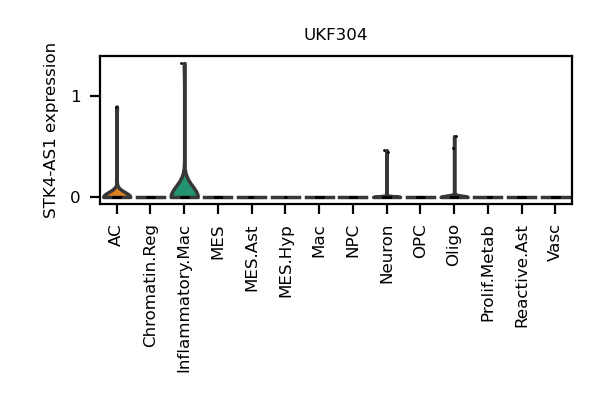 UKF304
STK4-AS1 expression
1
0
AC
Chromatin.Reg
Inflammatory.Mac
MES
MES.Ast
MES.Hyp
Mac
NPC
Neuron
OPC
Oligo
Prolif.Metab
Reactive.Ast
Vasc